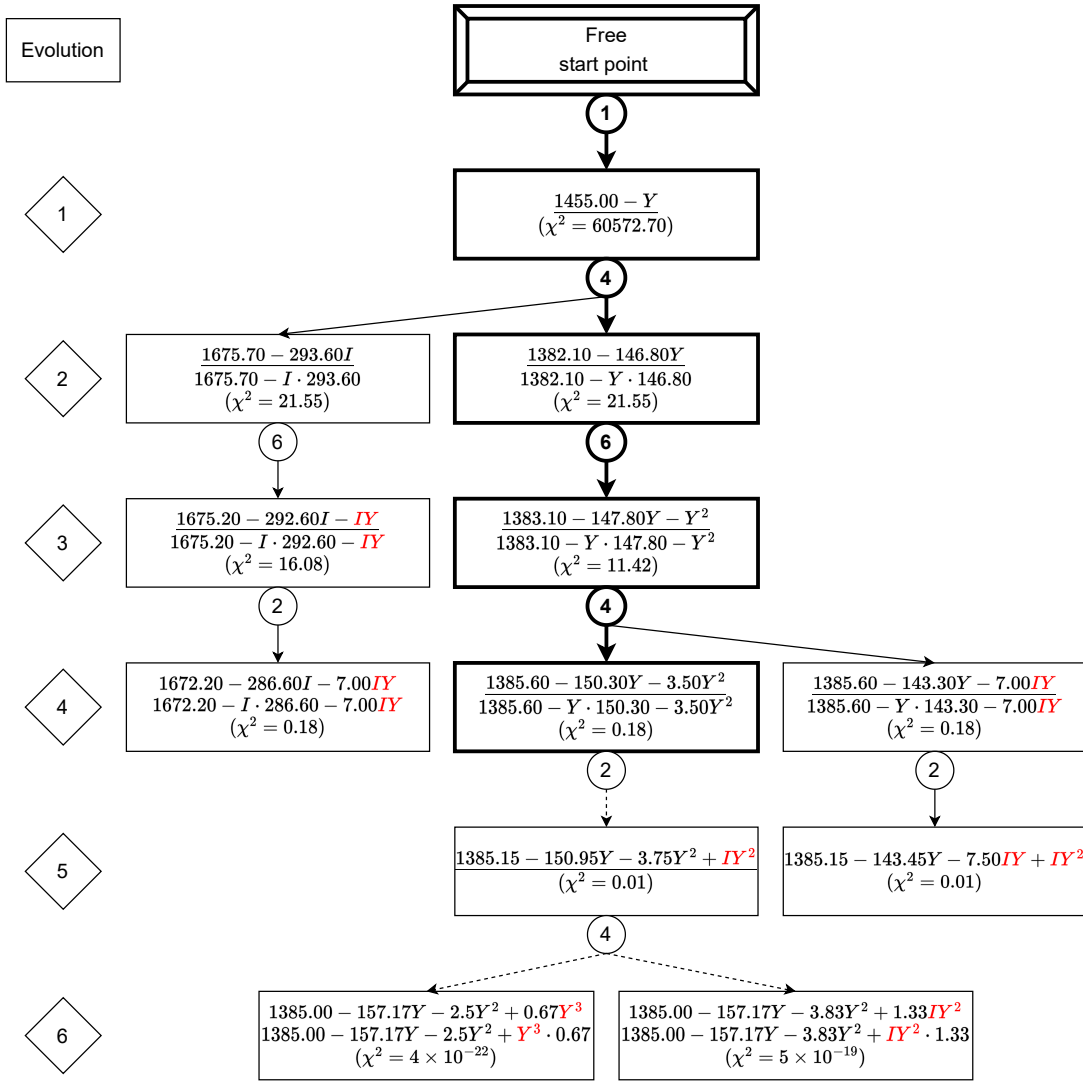 Evolution
Free
start point
1
1
1455.00 − Y
(χ² = 60572.70)
4
2
1675.70 − 293.60I
1675.70 − I · 293.60
(χ² = 21.55)
1382.10 − 146.80Y
1382.10 − Y · 146.80
(χ² = 21.55)
6
6
3
1675.20 − 292.60I − IY
1675.20 − I · 292.60 − IY
(χ² = 16.08)
1383.10 − 147.80Y − Y²
1383.10 − Y · 147.80 − Y²
(χ² = 11.42)
2
4
4
1672.20 − 286.60I − 7.00IY
1672.20 − I · 286.60 − 7.00IY
(χ² = 0.18)
1385.60 − 150.30Y − 3.50Y²
1385.60 − Y · 150.30 − 3.50Y²
(χ² = 0.18)
1385.60 − 143.30Y − 7.00IY
1385.60 − Y · 143.30 − 7.00IY
(χ² = 0.18)
2
2
5
1385.15 − 150.95Y − 3.75Y² + IY²
(χ² = 0.01)
1385.15 − 143.45Y − 7.50IY + IY²
(χ² = 0.01)
4
6
1385.00 − 157.17Y − 2.5Y² + 0.67Y³
1385.00 − 157.17Y − 2.5Y² + Y³ · 0.67
(χ² = 4 × 10⁻²²)
1385.00 − 157.17Y − 3.83Y² + 1.33IY²
1385.00 − 157.17Y − 3.83Y² + IY² · 1.33
(χ² = 5 × 10⁻¹⁹)